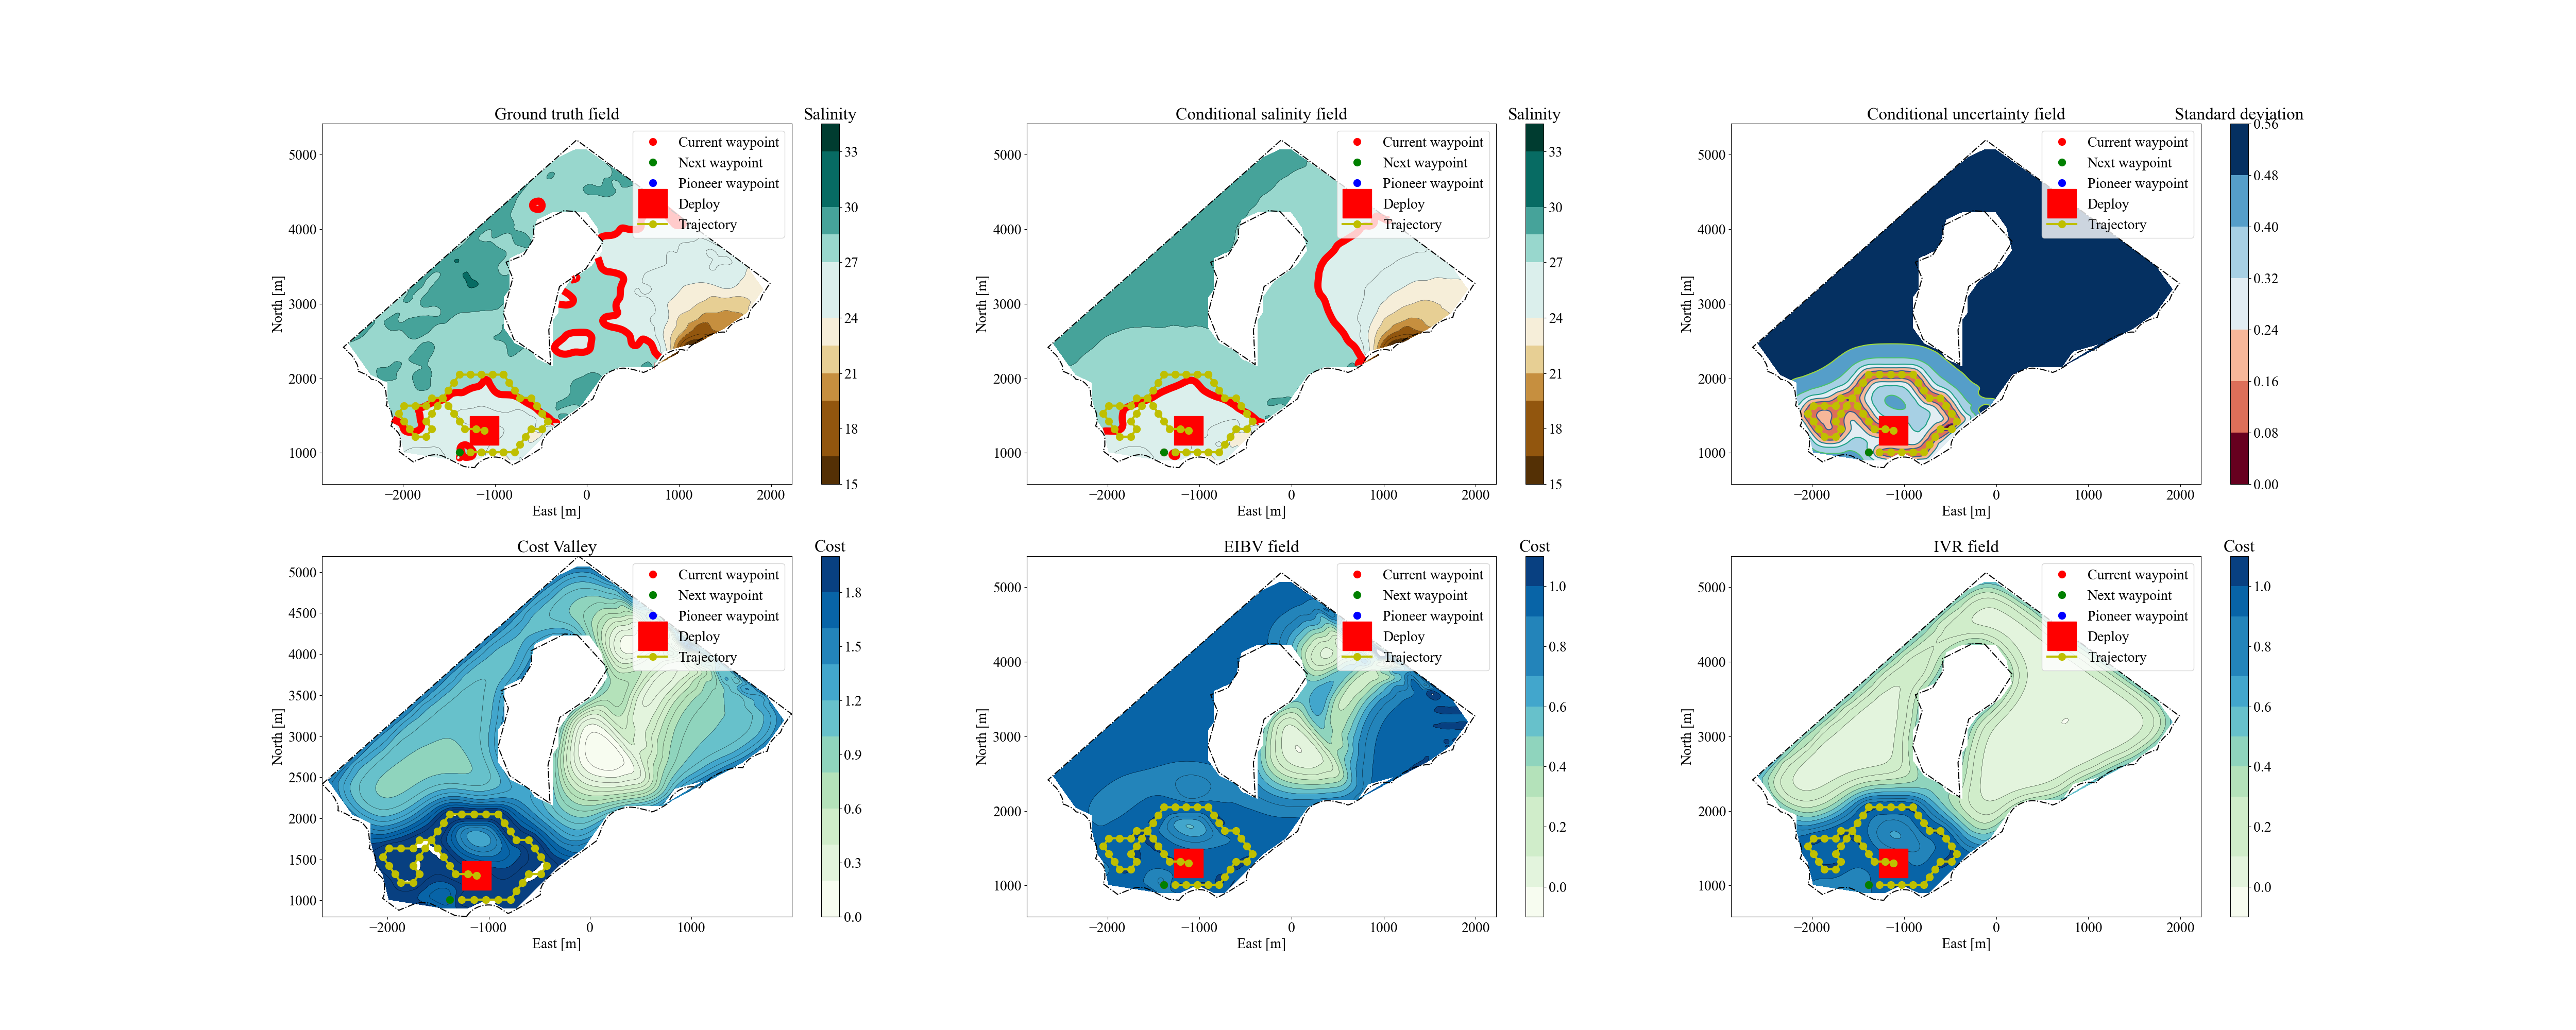 Ground truth field
Salinity
Current waypoint
Next waypoint
Pioneer waypoint
Deploy
Trajectory
5000
4000
3000
2000
1000
North [m]
−2000 −1000 0 1000 2000
East [m]
33
30
27
24
21
18
15
Conditional salinity field
Salinity
Current waypoint
Next waypoint
Pioneer waypoint
Deploy
Trajectory
5000
4000
3000
2000
1000
North [m]
−2000 −1000 0 1000 2000
East [m]
33
30
27
24
21
18
15
Conditional uncertainty field
Standard deviation
Current waypoint
Next waypoint
Pioneer waypoint
Deploy
Trajectory
5000
4000
3000
2000
1000
North [m]
−2000 −1000 0 1000 2000
East [m]
0.56
0.48
0.40
0.32
0.24
0.16
0.08
0.00
Cost Valley
Cost
Current waypoint
Next waypoint
Pioneer waypoint
Deploy
Trajectory
5000
4500
4000
3500
3000
2500
2000
1500
1000
North [m]
−2000 −1000 0 1000
East [m]
1.8
1.5
1.2
0.9
0.6
0.3
0.0
EIBV field
Cost
Current waypoint
Next waypoint
Pioneer waypoint
Deploy
Trajectory
5000
4000
3000
2000
1000
North [m]
−2000 −1000 0 1000 2000
East [m]
1.0
0.8
0.6
0.4
0.2
0.0
IVR field
Cost
Current waypoint
Next waypoint
Pioneer waypoint
Deploy
Trajectory
5000
4000
3000
2000
1000
North [m]
−2000 −1000 0 1000 2000
East [m]
1.0
0.8
0.6
0.4
0.2
0.0